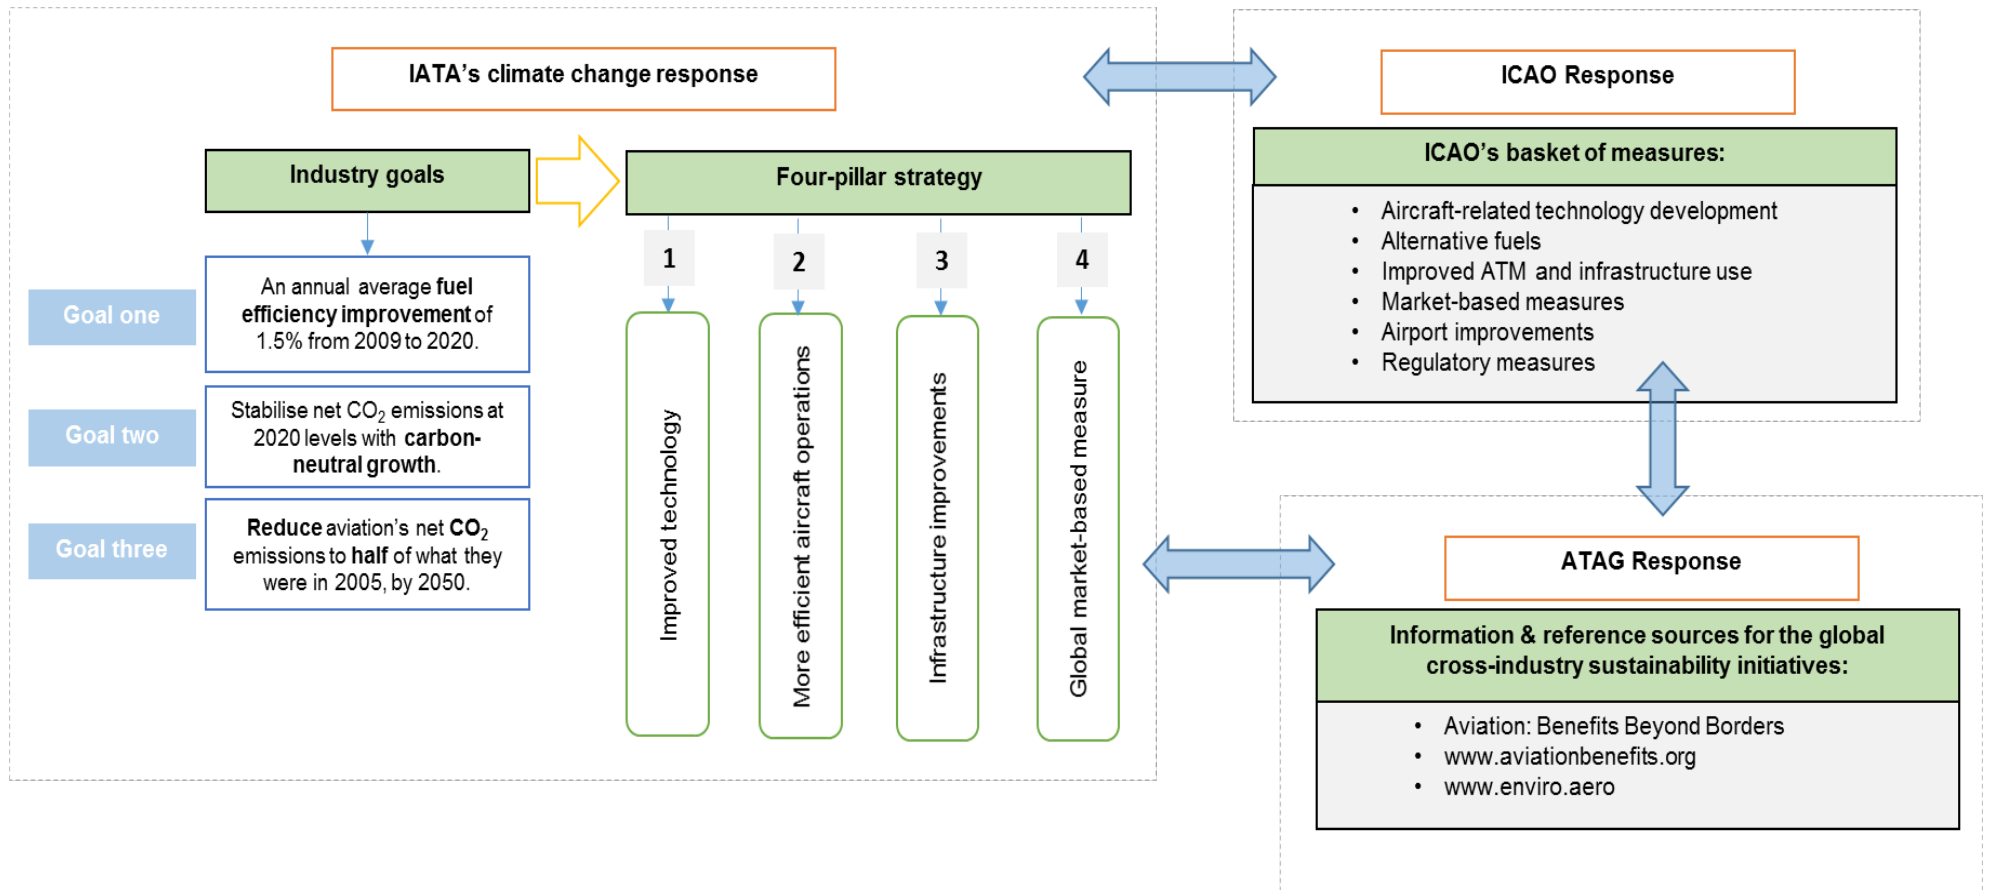 IATA’s climate change response
Industry goals
Goal one
An annual average fuel
efficiency improvement of
1.5% from 2009 to 2020.
Goal two
Stabilise net CO₂ emissions at
2020 levels with carbon-
neutral growth.
Goal three
Reduce aviation’s net CO₂
emissions to half of what they
were in 2005, by 2050.
Four-pillar strategy
1
Improved technology
2
More efficient aircraft operations
3
Infrastructure improvements
4
Global market-based measure
ICAO Response
ICAO’s basket of measures:
• Aircraft-related technology development
• Alternative fuels
• Improved ATM and infrastructure use
• Market-based measures
• Airport improvements
• Regulatory measures
ATAG Response
Information & reference sources for the global
cross-industry sustainability initiatives:
• Aviation: Benefits Beyond Borders
• www.aviationbenefits.org
• www.enviro.aero